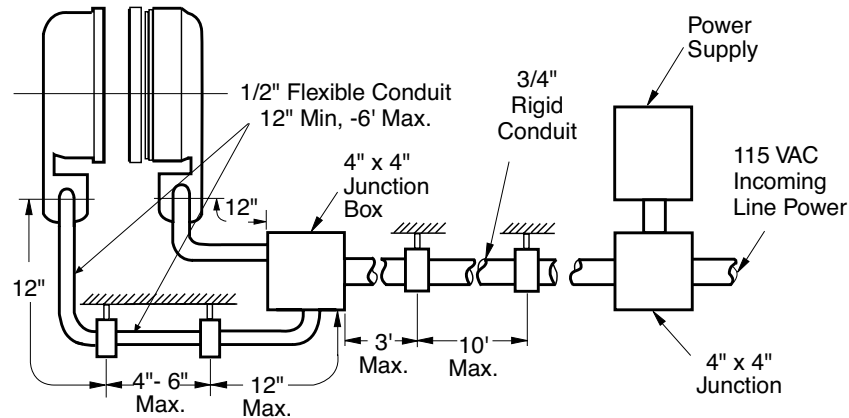 Power
Supply
1/2" Flexible Conduit
12" Min, -6' Max.
3/4"
Rigid
Conduit
4" x 4"
Junction
Box
115 VAC
Incoming
Line Power
12"
12"
4"- 6"
Max.
12"
Max.
3'
Max.
10'
Max.
4" x 4"
Junction